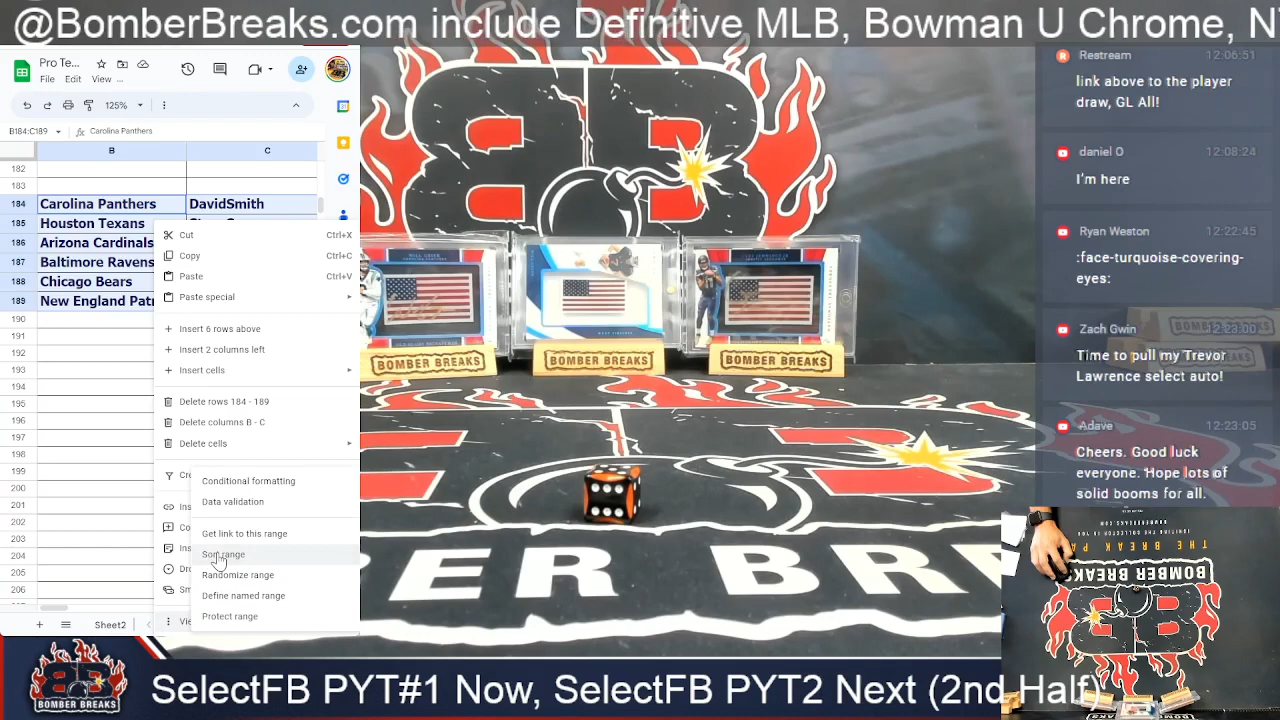 @BomberBreaks.com include Definitive MLB, Bowman U Chrome, N
Pro Te...
File Edit View ...
125%
B184:C189 fx Carolina Panthers
B C
182
183
184 Carolina Panthers DavidSmith
185 Houston Texans
186 Arizona Cardinals
187 Baltimore Ravens
188 Chicago Bears
189 New England Patr
190
191
192
193
194
195
196
197
198
199
200
201
202
203
204
205
206
Cut Ctrl+X
Copy Ctrl+C
Paste Ctrl+V
Paste special
Insert 6 rows above
Insert 2 columns left
Insert cells
Delete rows 184 - 189
Delete columns B - C
Delete cells
Conditional formatting
Data validation
Get link to this range
Sort range
Randomize range
Define named range
Protect range
Sheet2
BOMBER BREAKS
BOMBER BREAKS
BOMBER BREAKS
BER BR
Restream 12:06:51
link above to the player
draw, GL All!
daniel O 12:08:24
I'm here
Ryan Weston 12:22:45
:face-turquoise-covering-
eyes:
Zach Gwin 12:23:00
Time to pull my Trevor
Lawrence select auto!
Adave 12:23:05
Cheers. Good luck
everyone. Hope lots of
solid booms for all.
THE BREAK PA
BOMBER BREAKS
BOMBER BREAKS
SelectFB PYT#1 Now, SelectFB PYT2 Next (2nd Half)